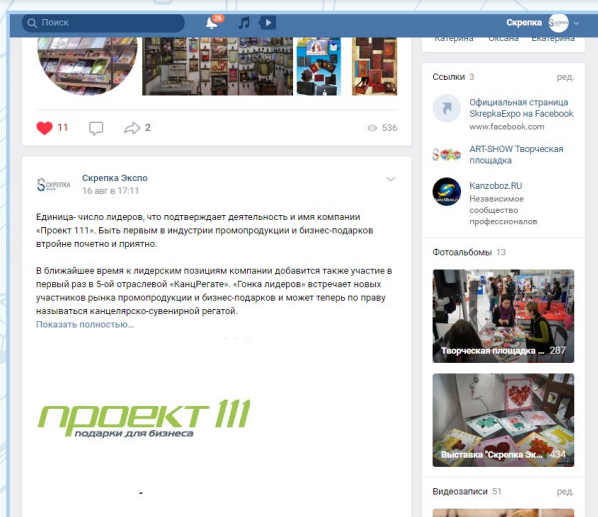 Поиск
26
Скрепка
Катерина Оксана Екатерина
11
2
536
Ссылки 3 ред.
Официальная страница
SkrepkaExpo на Facebook
www.facebook.com
ART-SHOW Творческая
площадка
Kanzoboz.RU
Независимое
сообщество
профессионалов
Скрепка Экспо
16 авг в 17:11
Единица- число лидеров, что подтверждает деятельность и имя компании
«Проект 111». Быть первым в индустрии промопродукции и бизнес-подарков
втройне почетно и приятно.
В ближайшее время к лидерским позициям компании добавится также участие в
первый раз в 5-ой отраслевой «КанцРегате». «Гонка лидеров» встречает новых
участников рынка промопродукции и бизнес-подарков и может теперь по праву
называться канцелярско-сувенирной регатой.
Показать полностью...
проект 111
подарки для бизнеса
Фотоальбомы 13
Творческая площадка ... 287
Выставка "Скрепка Эк... 434
Видеозаписи 51 ред.